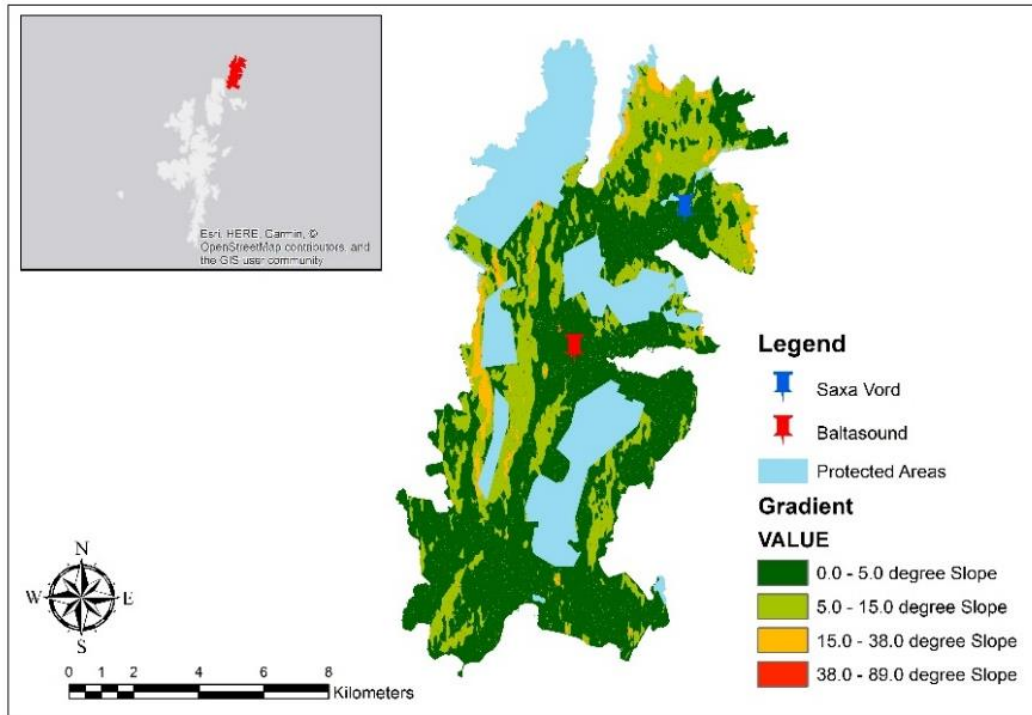 Esri, HERE, Garmin, ©
OpenStreetMap contributors, and
the GIS user community
Legend
Saxa Vord
Baltasound
Protected Areas
Gradient
VALUE
0.0 - 5.0 degree Slope
5.0 - 15.0 degree Slope
15.0 - 38.0 degree Slope
38.0 - 89.0 degree Slope
N
W E
S
0 1 2 4 6 8
Kilometers